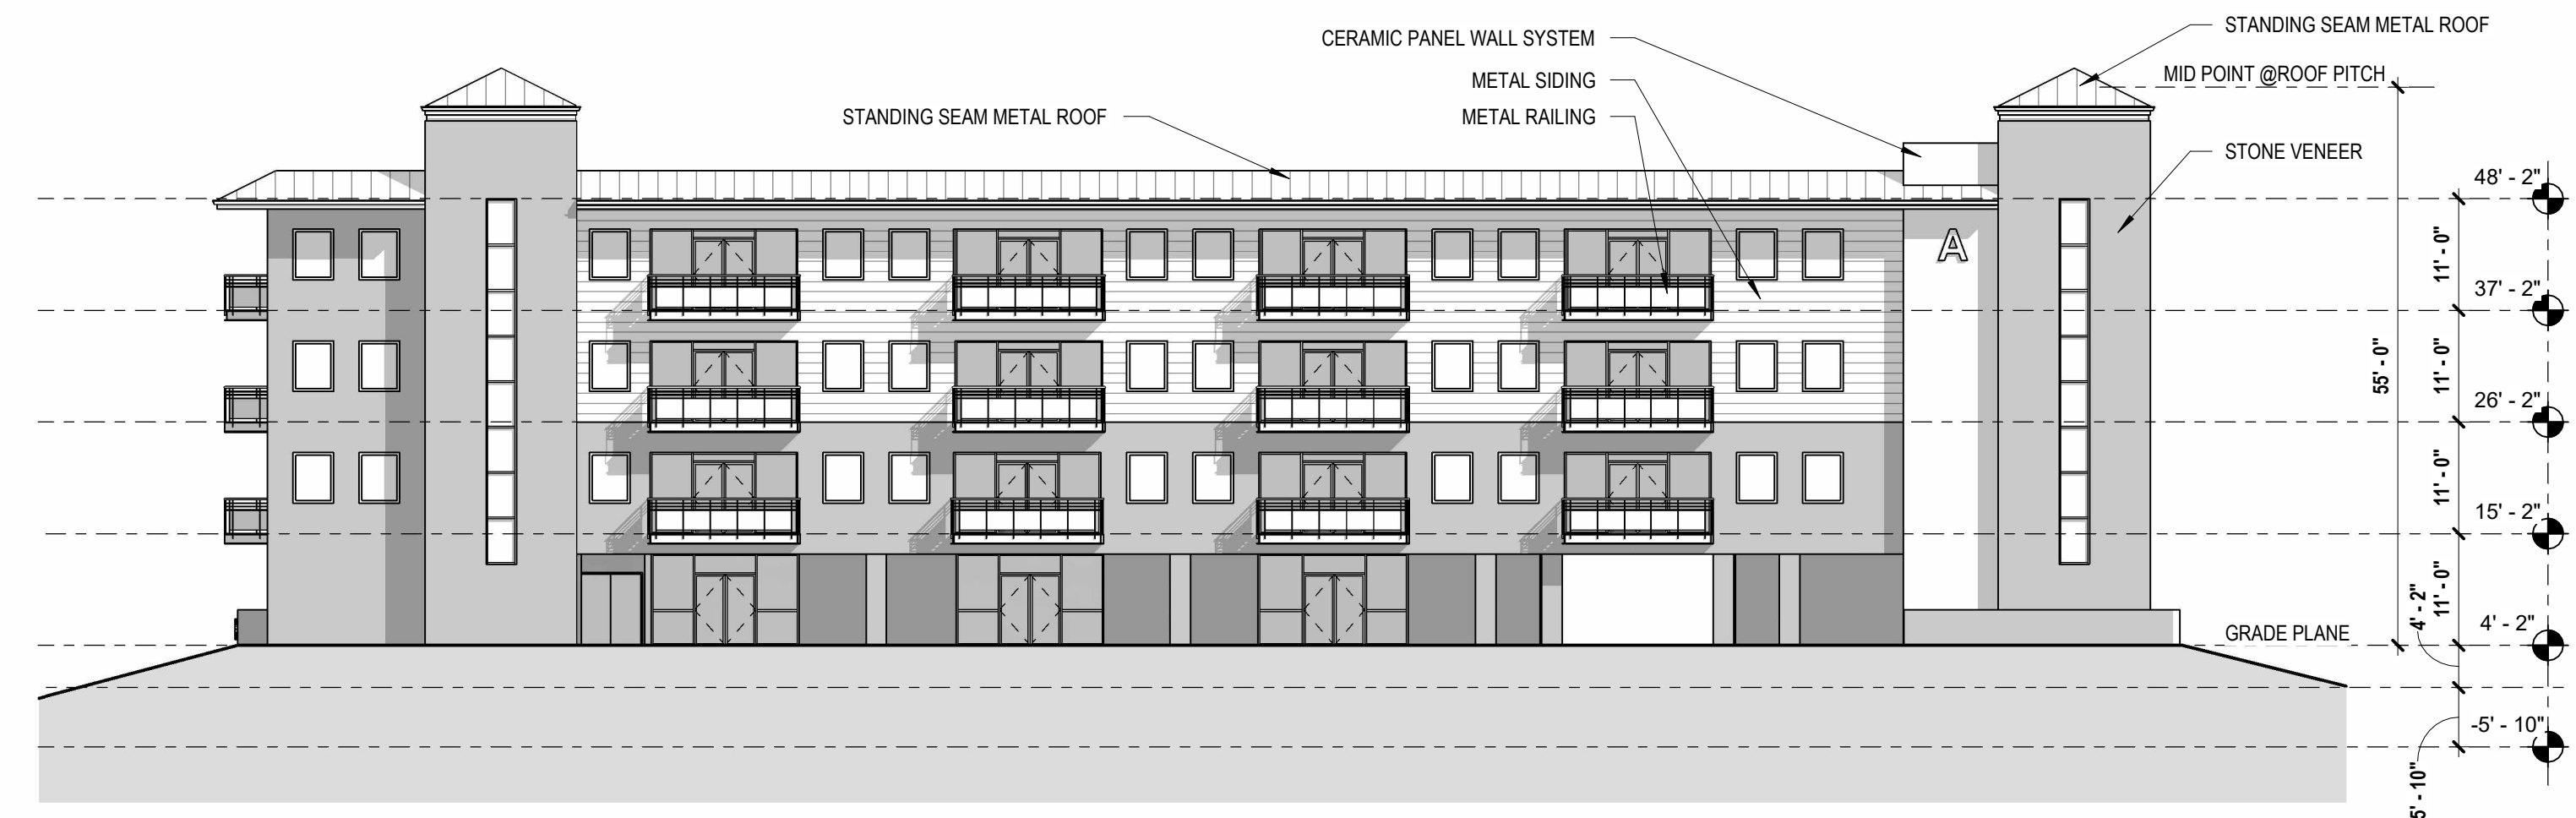 STANDING SEAM METAL ROOF
CERAMIC PANEL WALL SYSTEM
MID POINT @ROOF PITCH
METAL SIDING
STANDING SEAM METAL ROOF
METAL RAILING
STONE VENEER
48' - 2"
A
11' - 0"
37' - 2"
55' - 0"
11' - 0"
26' - 2"
11' - 0"
15' - 2"
11' - 0"
4' - 2"
GRADE PLANE
4' - 2"
-5' - 10"
5' - 10"